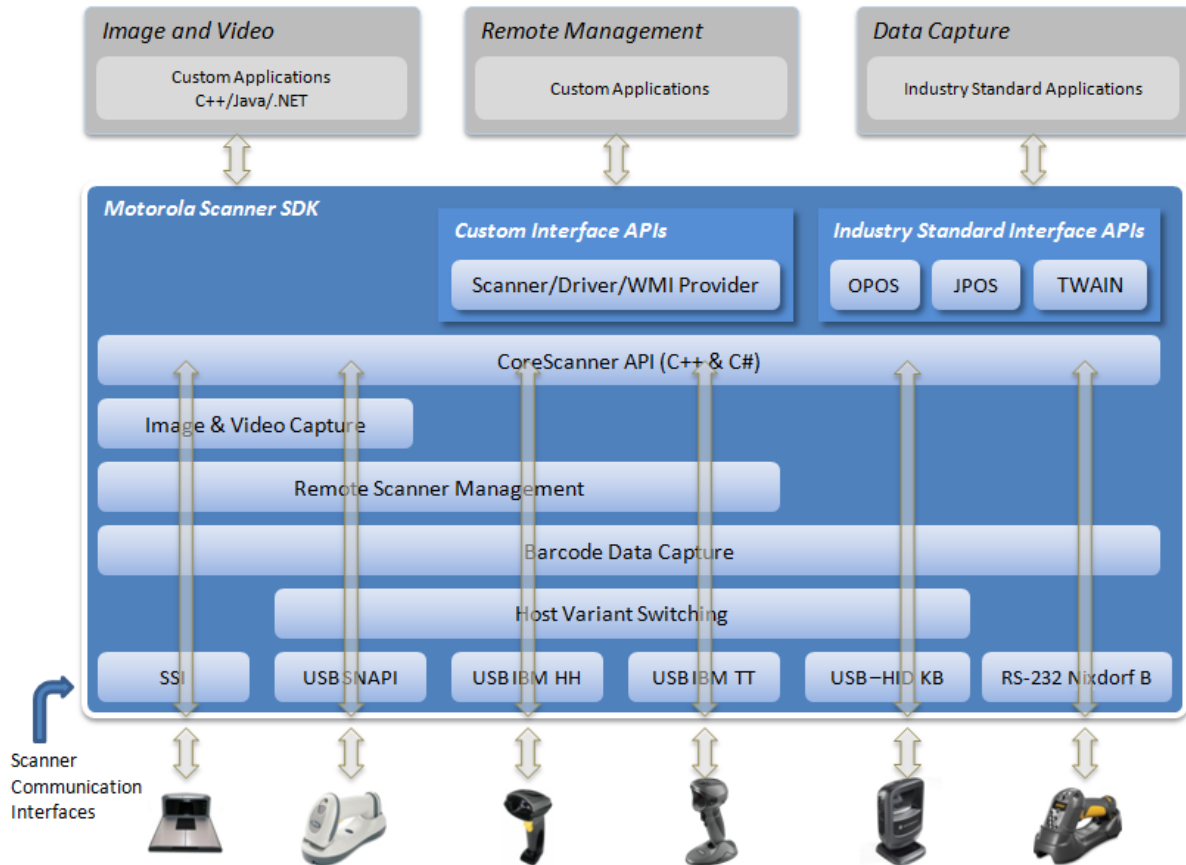 Image and Video
Custom Applications
C++/Java/.NET
Remote Management
Custom Applications
Data Capture
Industry Standard Applications
Motorola Scanner SDK
Custom Interface APIs
Scanner/Driver/WMI Provider
Industry Standard Interface APIs
OPOS
JPOS
TWAIN
CoreScanner API (C++ & C#)
Image & Video Capture
Remote Scanner Management
Barcode Data Capture
Host Variant Switching
SSI
USB SNAPI
USB IBM HH
USB IBM TT
USB–HID KB
RS-232 Nixdorf B
Scanner
Communication
Interfaces